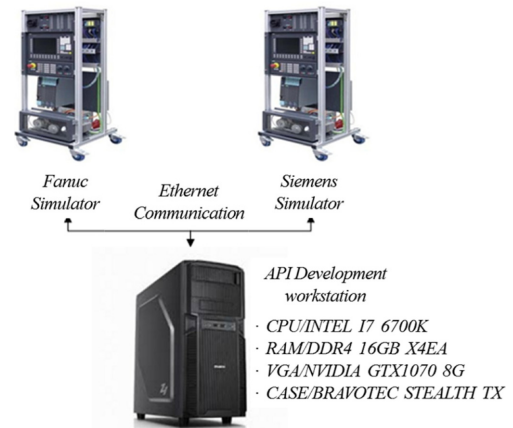 Fanuc
Simulator
Ethernet
Communication
Siemens
Simulator
API Development
workstation
· CPU/INTEL I7 6700K
· RAM/DDR4 16GB X4EA
· VGA/NVIDIA GTX1070 8G
· CASE/BRAVOTEC STEALTH TX